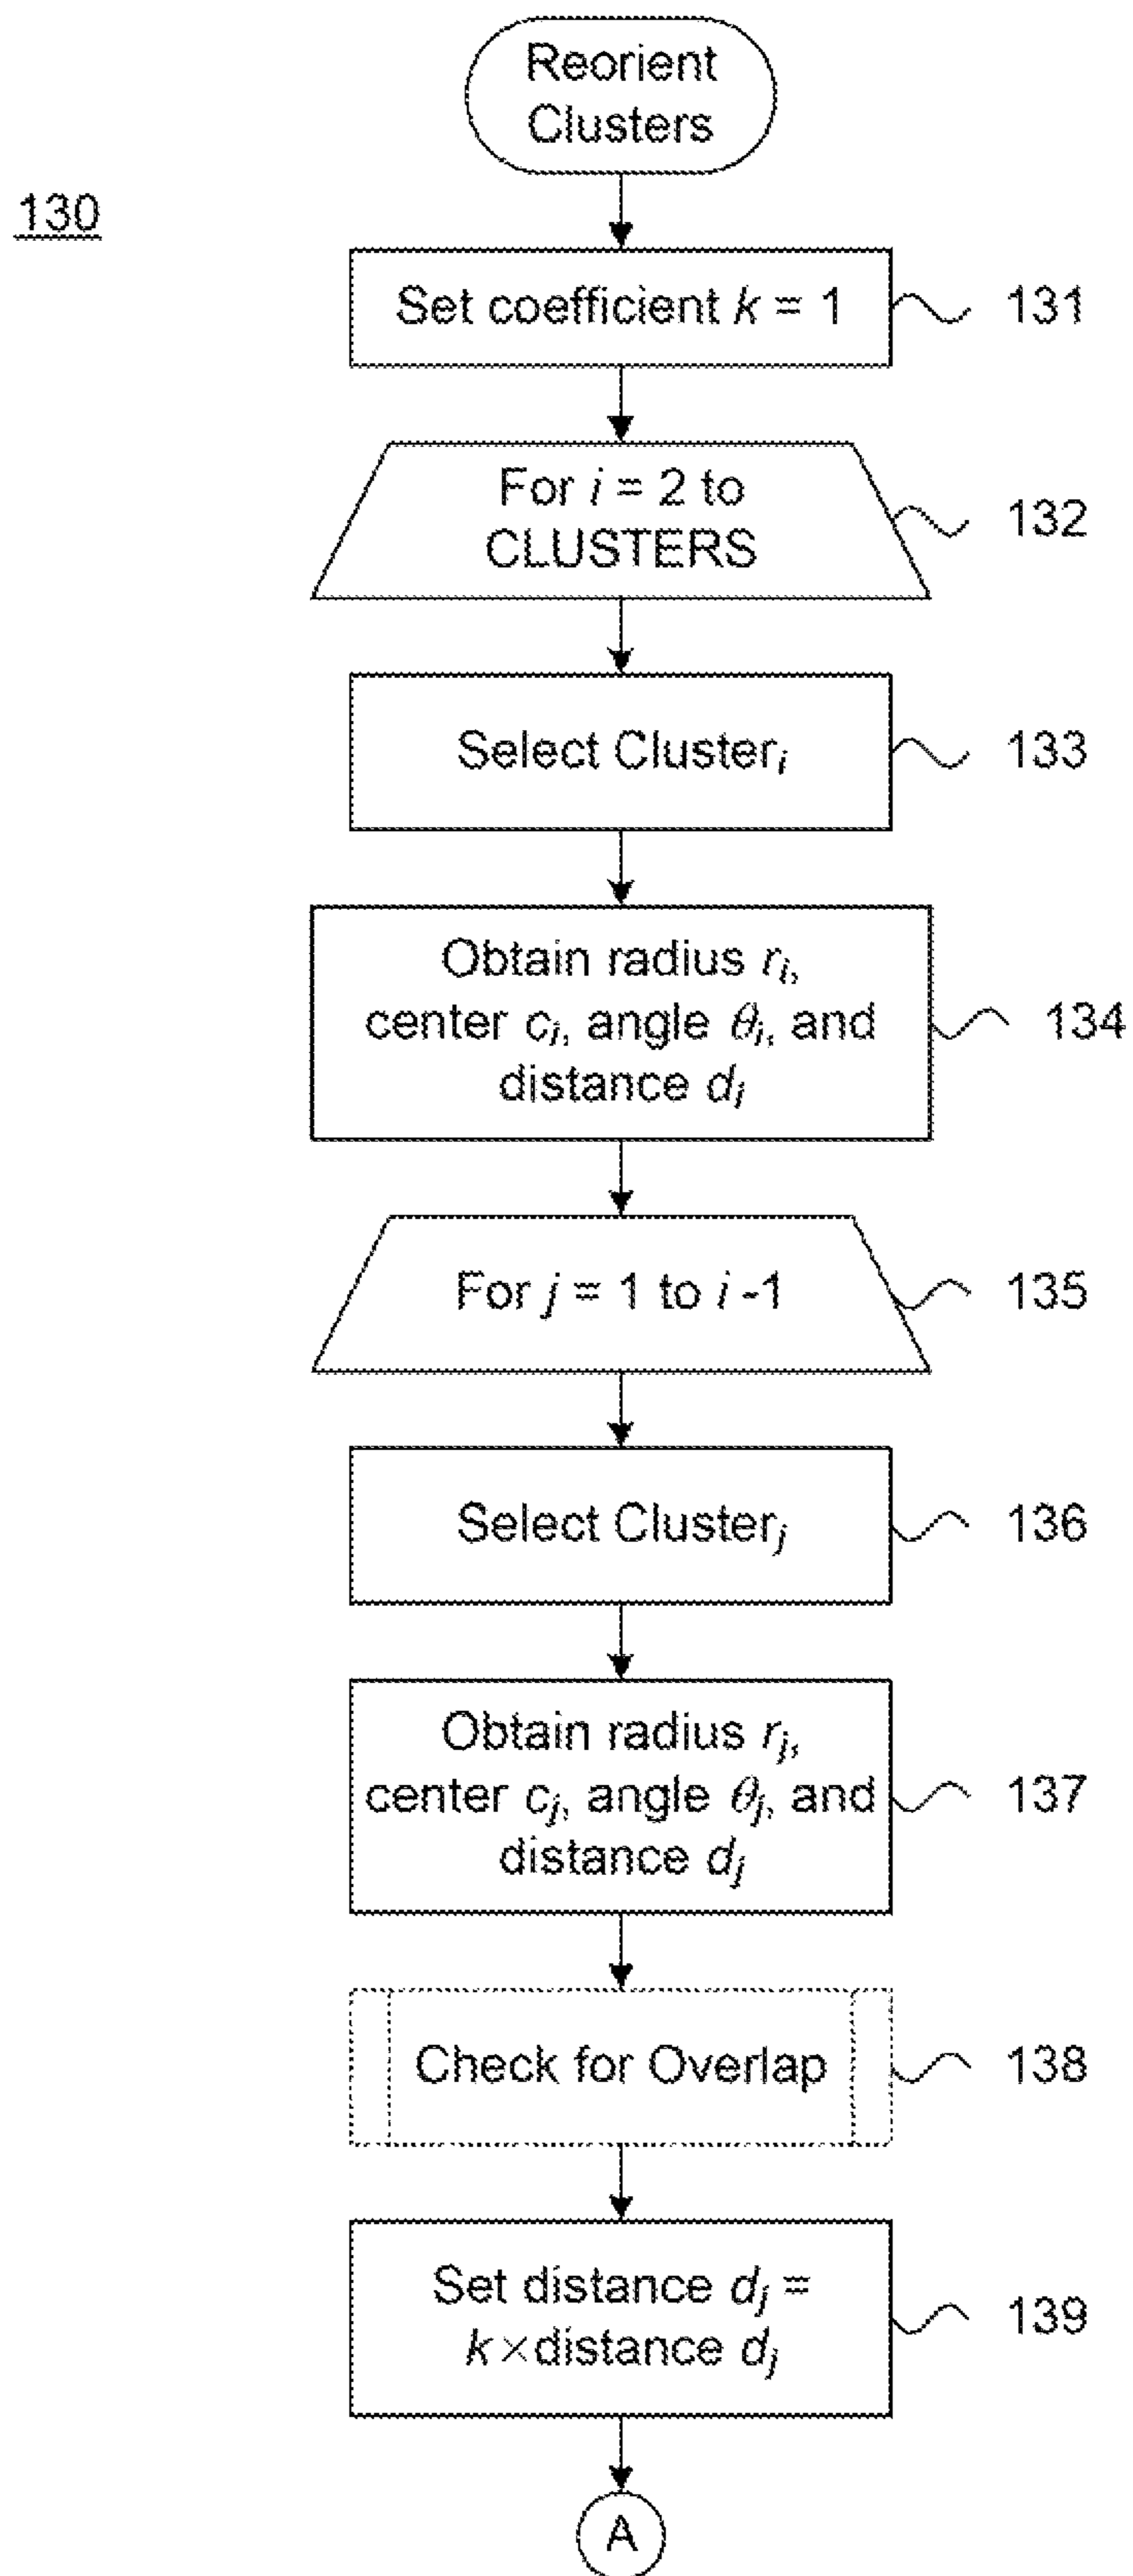 Reorient
Clusters
130
Set coefficient k = 1
131
For i = 2 to
CLUSTERS
132
Select Clusterᵢ
133
Obtain radius rᵢ,
center cᵢ, angle θᵢ, and
distance dᵢ
134
For j = 1 to i -1
135
Select Clusterⱼ
136
Obtain radius rⱼ,
center cⱼ, angle θⱼ, and
distance dⱼ
137
Check for Overlap
138
Set distance dⱼ =
k×distance dⱼ
139
A